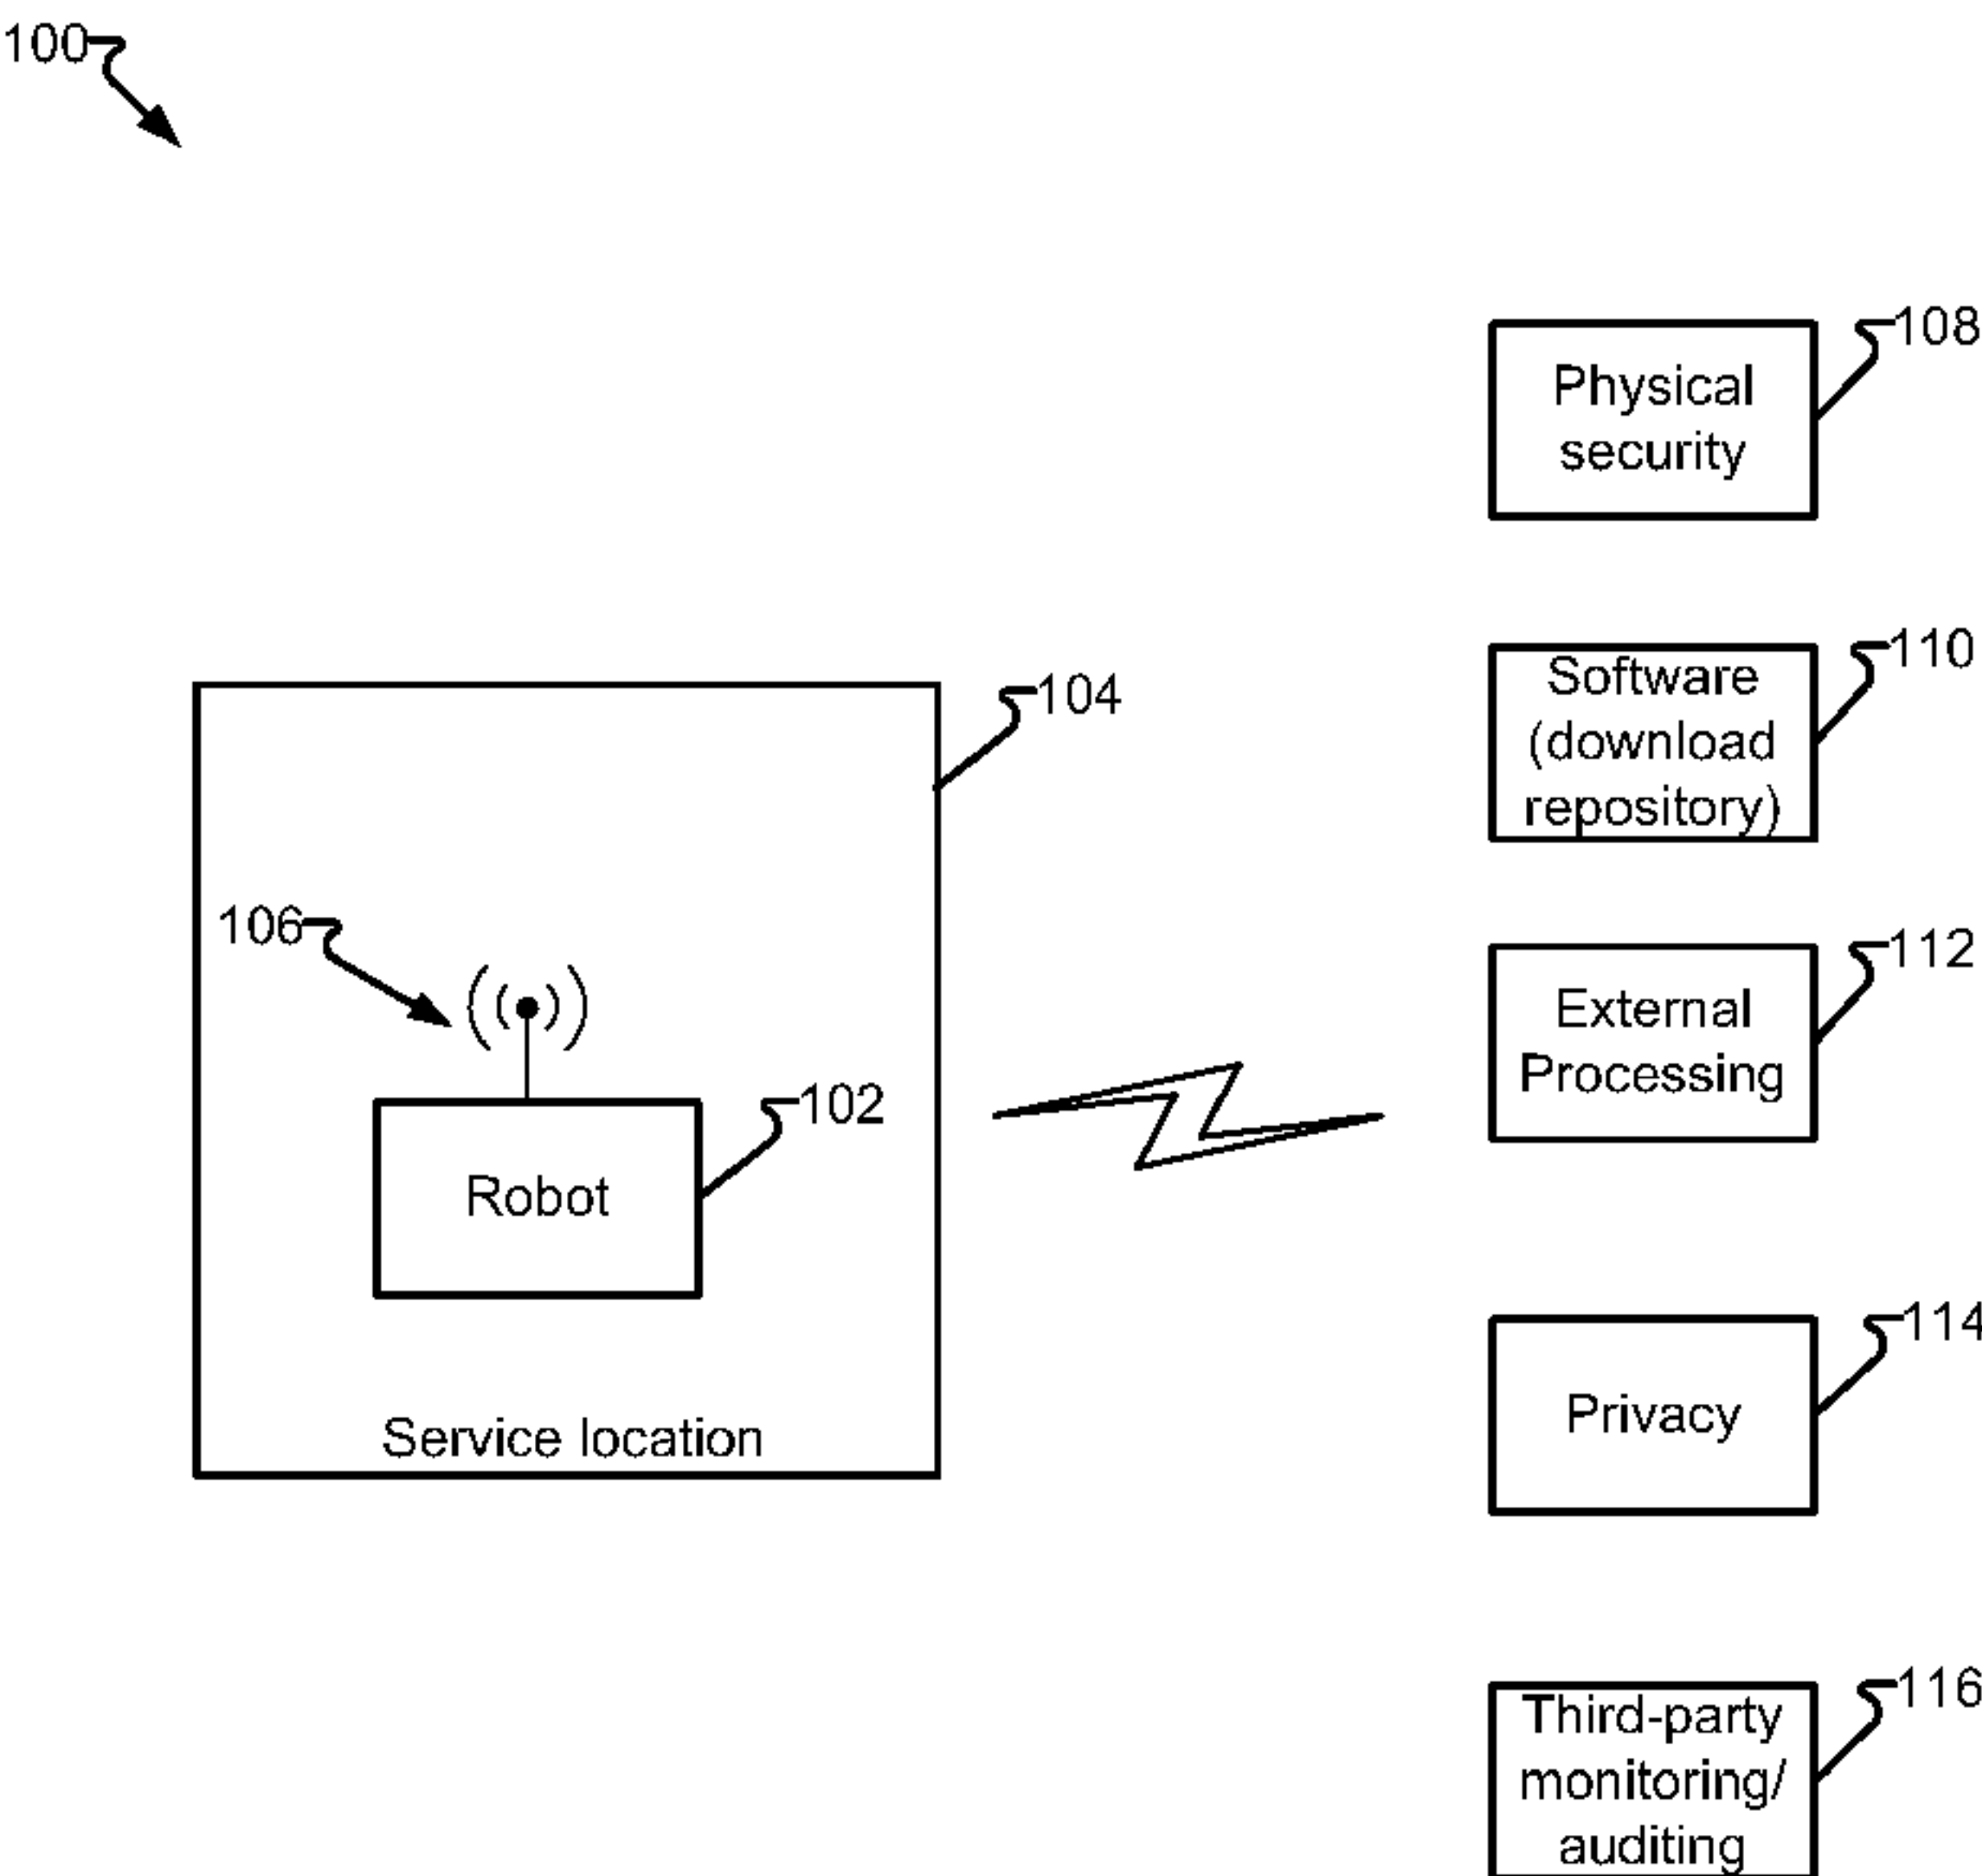 100
108
Physical
security
110
Software
(download
repository)
104
106
112
External
Processing
102
Robot
114
Privacy
Service location
116
Third-party
monitoring/
auditing